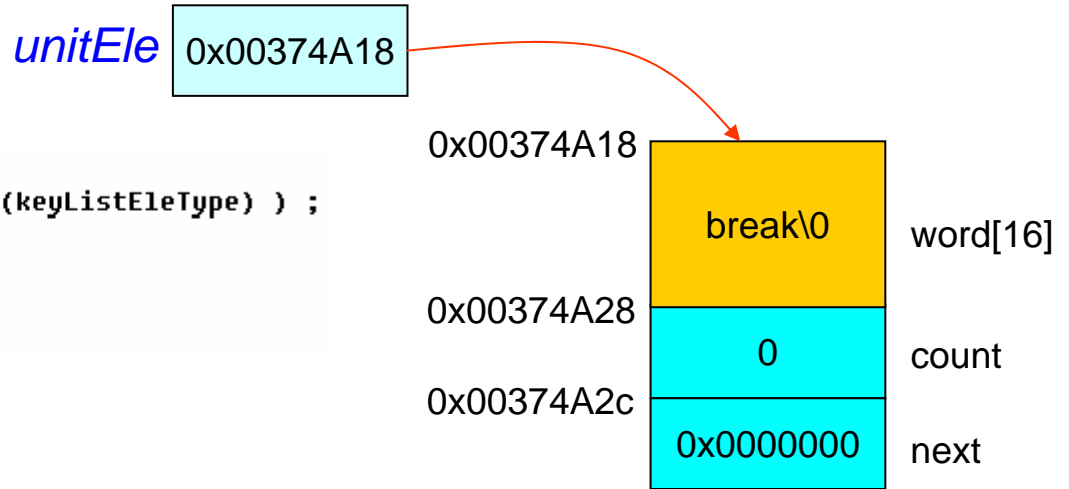 unitEle 0x00374A18
0x00374A18
(keyListEleType) ) ;
break\0 word[16]
0x00374A28
0 count
0x00374A2c
0x0000000 next